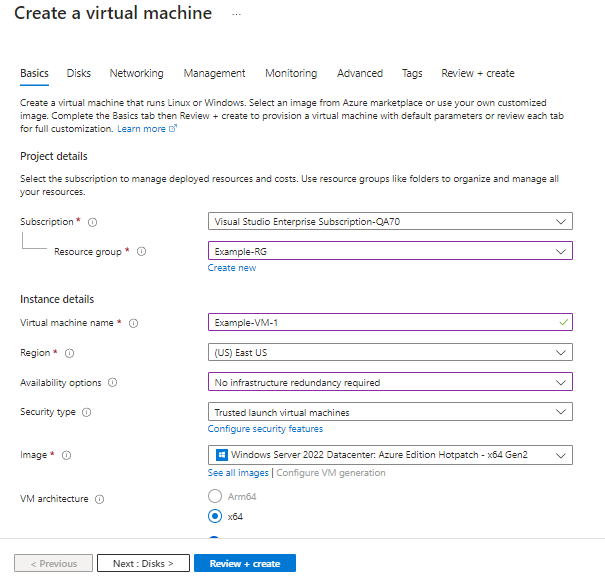 Create a virtual machine ...
Basics Disks Networking Management Monitoring Advanced Tags Review + create
Create a virtual machine that runs Linux or Windows. Select an image from Azure marketplace or use your own customized
image. Complete the Basics tab then Review + create to provision a virtual machine with default parameters or review each tab
for full customization. Learn more
Project details
Select the subscription to manage deployed resources and costs. Use resource groups like folders to organize and manage all
your resources.
Subscription * Visual Studio Enterprise Subscription-QA70
Resource group * Example-RG
Create new
Instance details
Virtual machine name * Example-VM-1
Region * (US) East US
Availability options No infrastructure redundancy required
Security type Trusted launch virtual machines
Configure security features
Image * Windows Server 2022 Datacenter: Azure Edition Hotpatch - x64 Gen2
See all images | Configure VM generation
VM architecture Arm64
x64
< Previous Next : Disks > Review + create